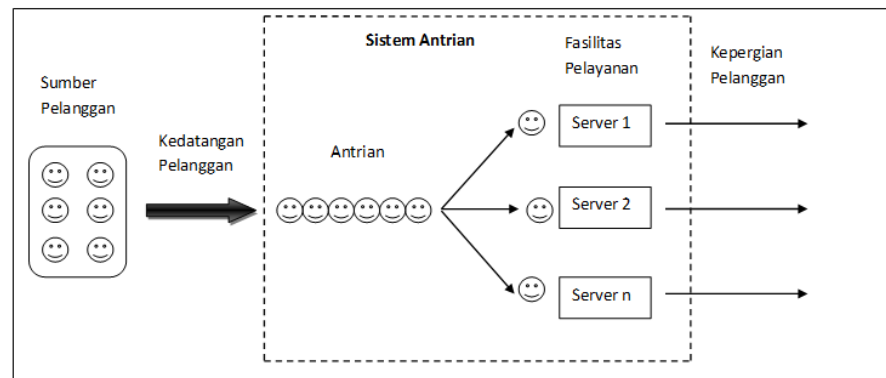 Sistem Antrian
Fasilitas
Pelayanan
Kepergian
Pelanggan
Sumber
Pelanggan
Kedatangan
Pelanggan
Antrian
Server 1
Server 2
Server n